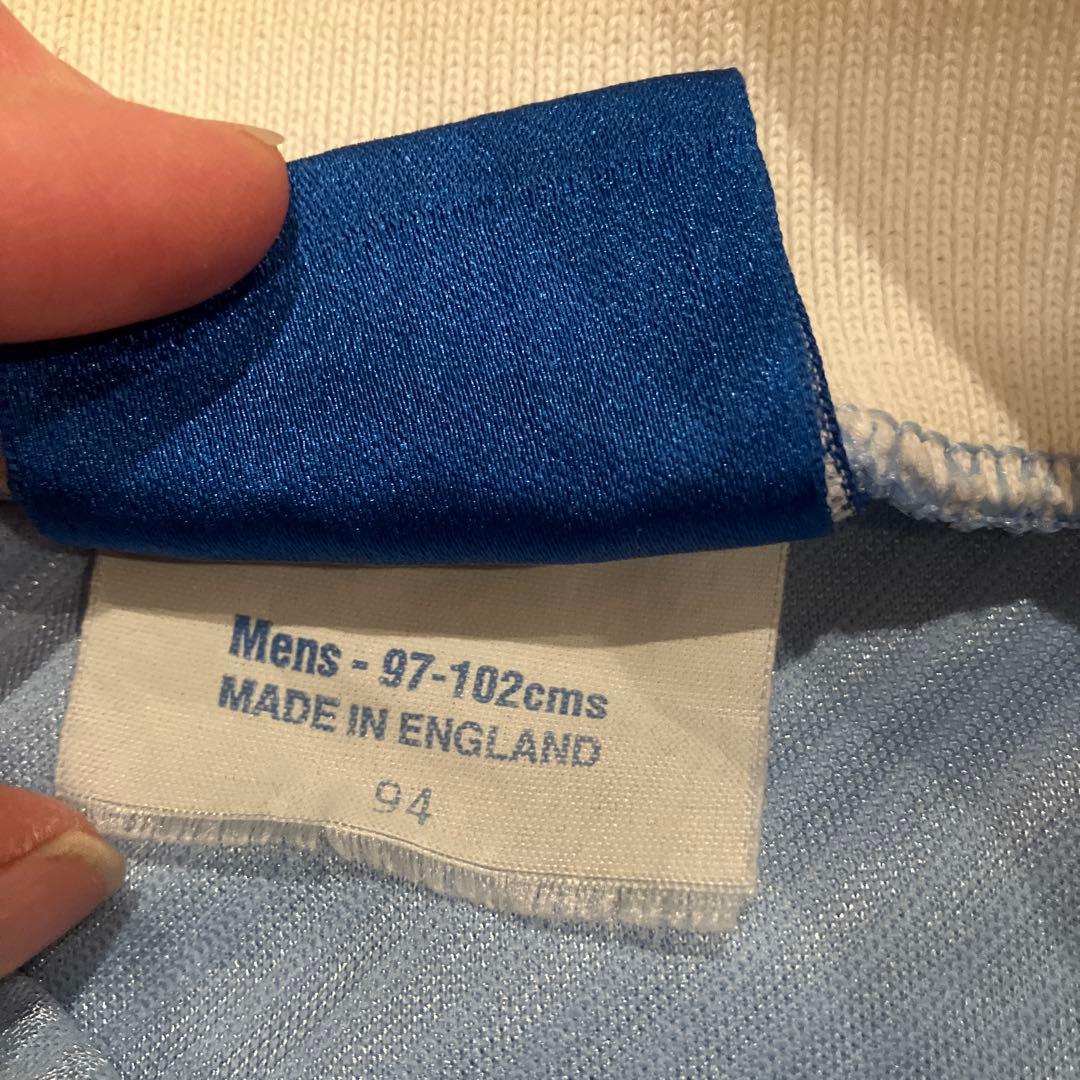 Mens - 97-102cms
MADE IN ENGLAND
94